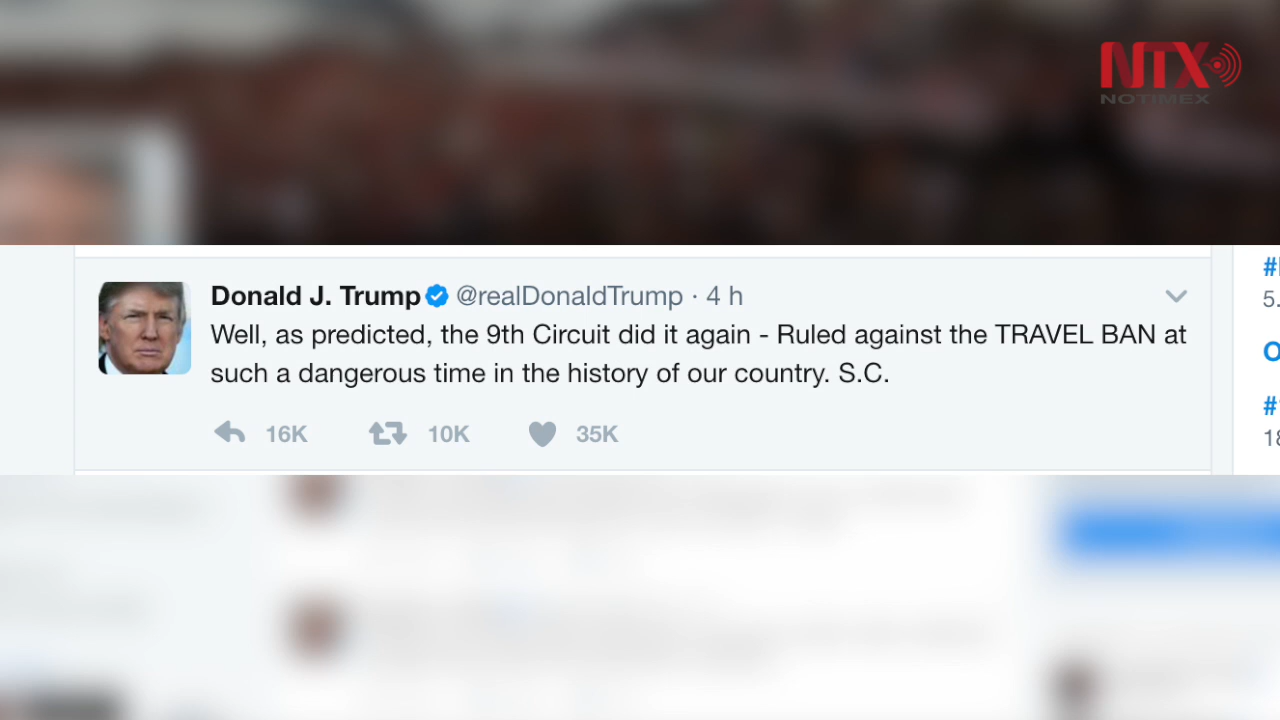 NTX
NOTIMEX
Donald J. Trump @realDonaldTrump · 4 h
Well, as predicted, the 9th Circuit did it again - Ruled against the TRAVEL BAN at
such a dangerous time in the history of our country. S.C.
16K 10K 35K